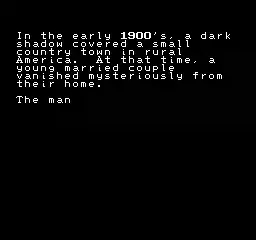 In the early 1900's, a dark
shadow covered a small
country town in rural
America.  At that time, a
young married couple
vanished mysteriously from
their home.
The man